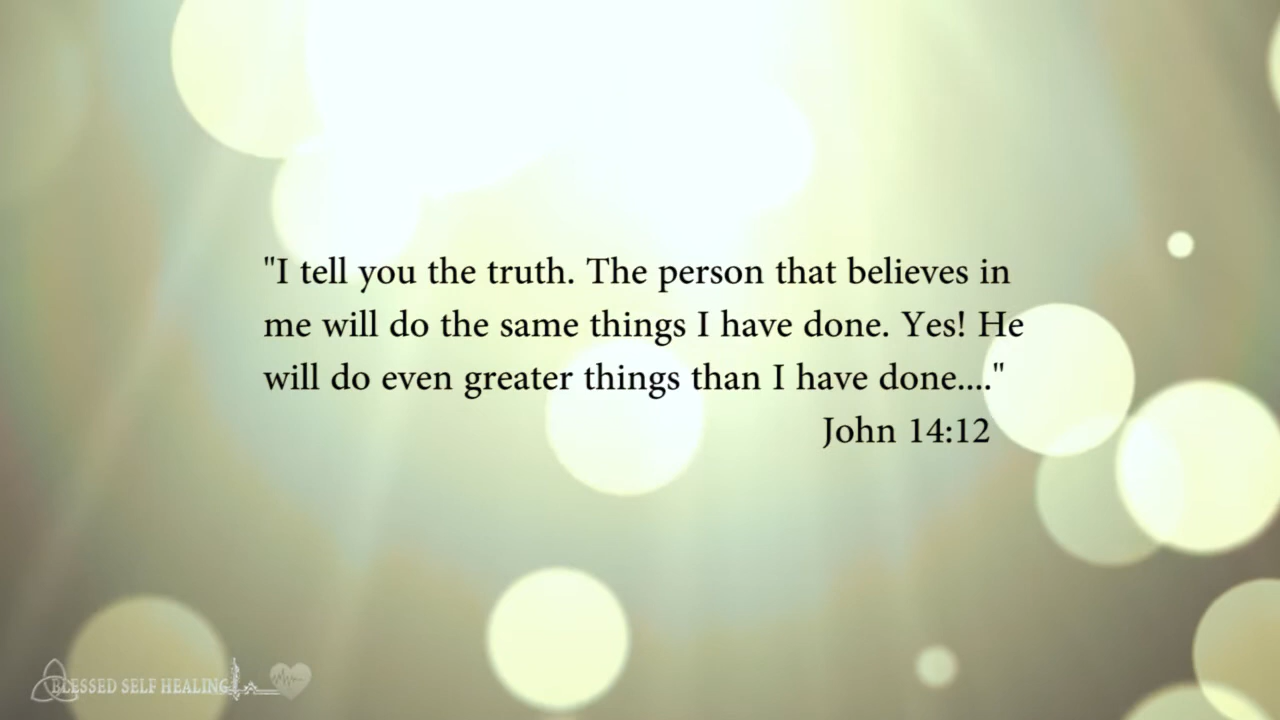 "I tell you the truth. The person that believes in
me will do the same things I have done. Yes! He
will do even greater things than I have done...."
John 14:12
BLESSED SELF HEALING